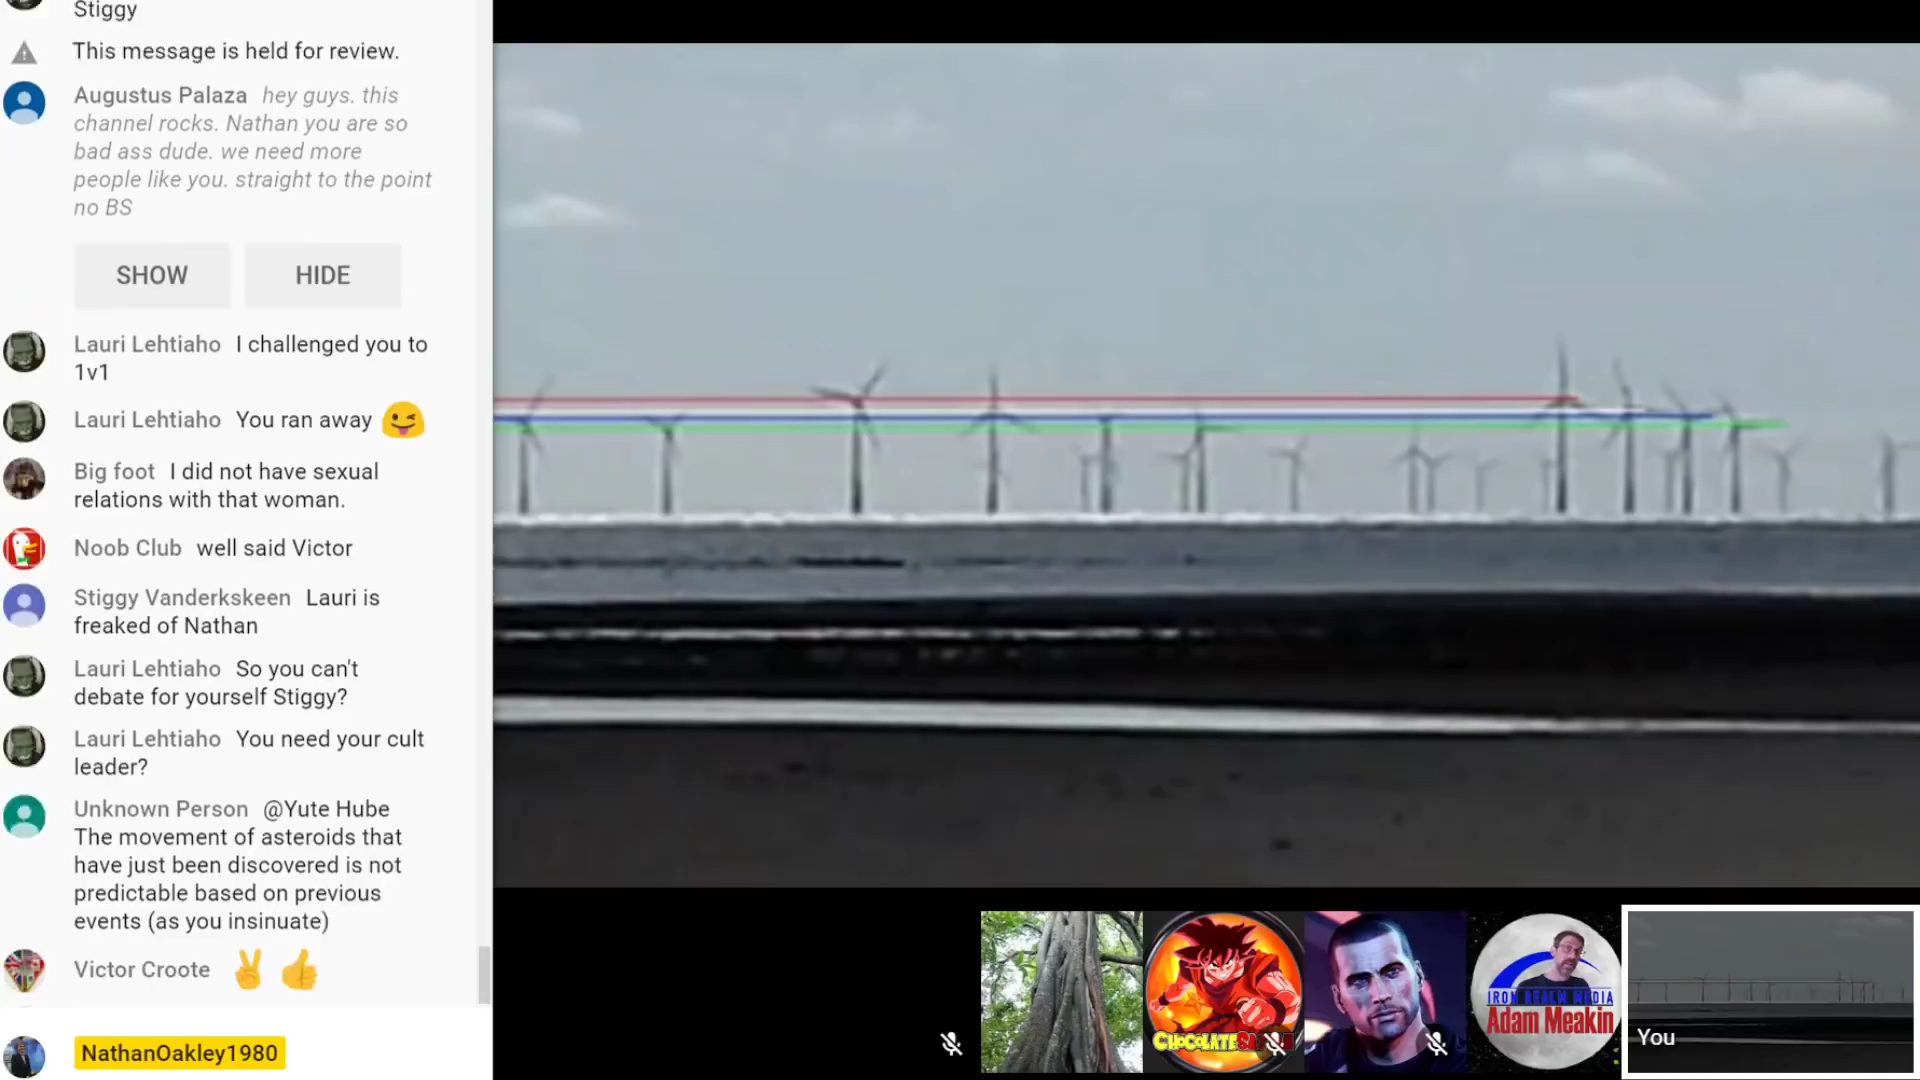 Stiggy
This message is held for review.
Augustus Palaza hey guys. this
channel rocks. Nathan you are so
bad ass dude. we need more
people like you. straight to the point
no BS
SHOW HIDE
Lauri Lehtiaho I challenged you to
1v1
Lauri Lehtiaho You ran away
Big foot I did not have sexual
relations with that woman.
Noob Club well said Victor
Stiggy Vanderkskeen Lauri is
freaked of Nathan
Lauri Lehtiaho So you can't
debate for yourself Stiggy?
Lauri Lehtiaho You need your cult
leader?
Unknown Person @Yute Hube
The movement of asteroids that
have just been discovered is not
predictable based on previous
events (as you insinuate)
Victor Croote
NathanOakley1980
IRON REALM MEDIA
Adam Meakin
You